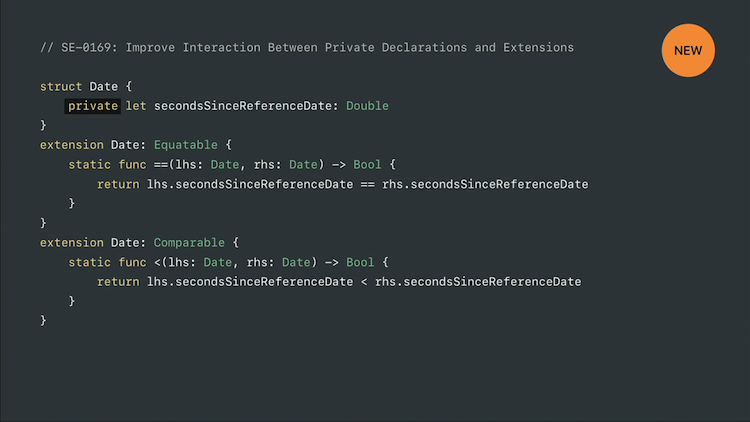 // SE-0169: Improve Interaction Between Private Declarations and Extensions
NEW
struct Date {
    private let secondsSinceReferenceDate: Double
}
extension Date: Equatable {
    static func ==(lhs: Date, rhs: Date) -> Bool {
        return lhs.secondsSinceReferenceDate == rhs.secondsSinceReferenceDate
    }
}
extension Date: Comparable {
    static func <(lhs: Date, rhs: Date) -> Bool {
        return lhs.secondsSinceReferenceDate < rhs.secondsSinceReferenceDate
    }
}